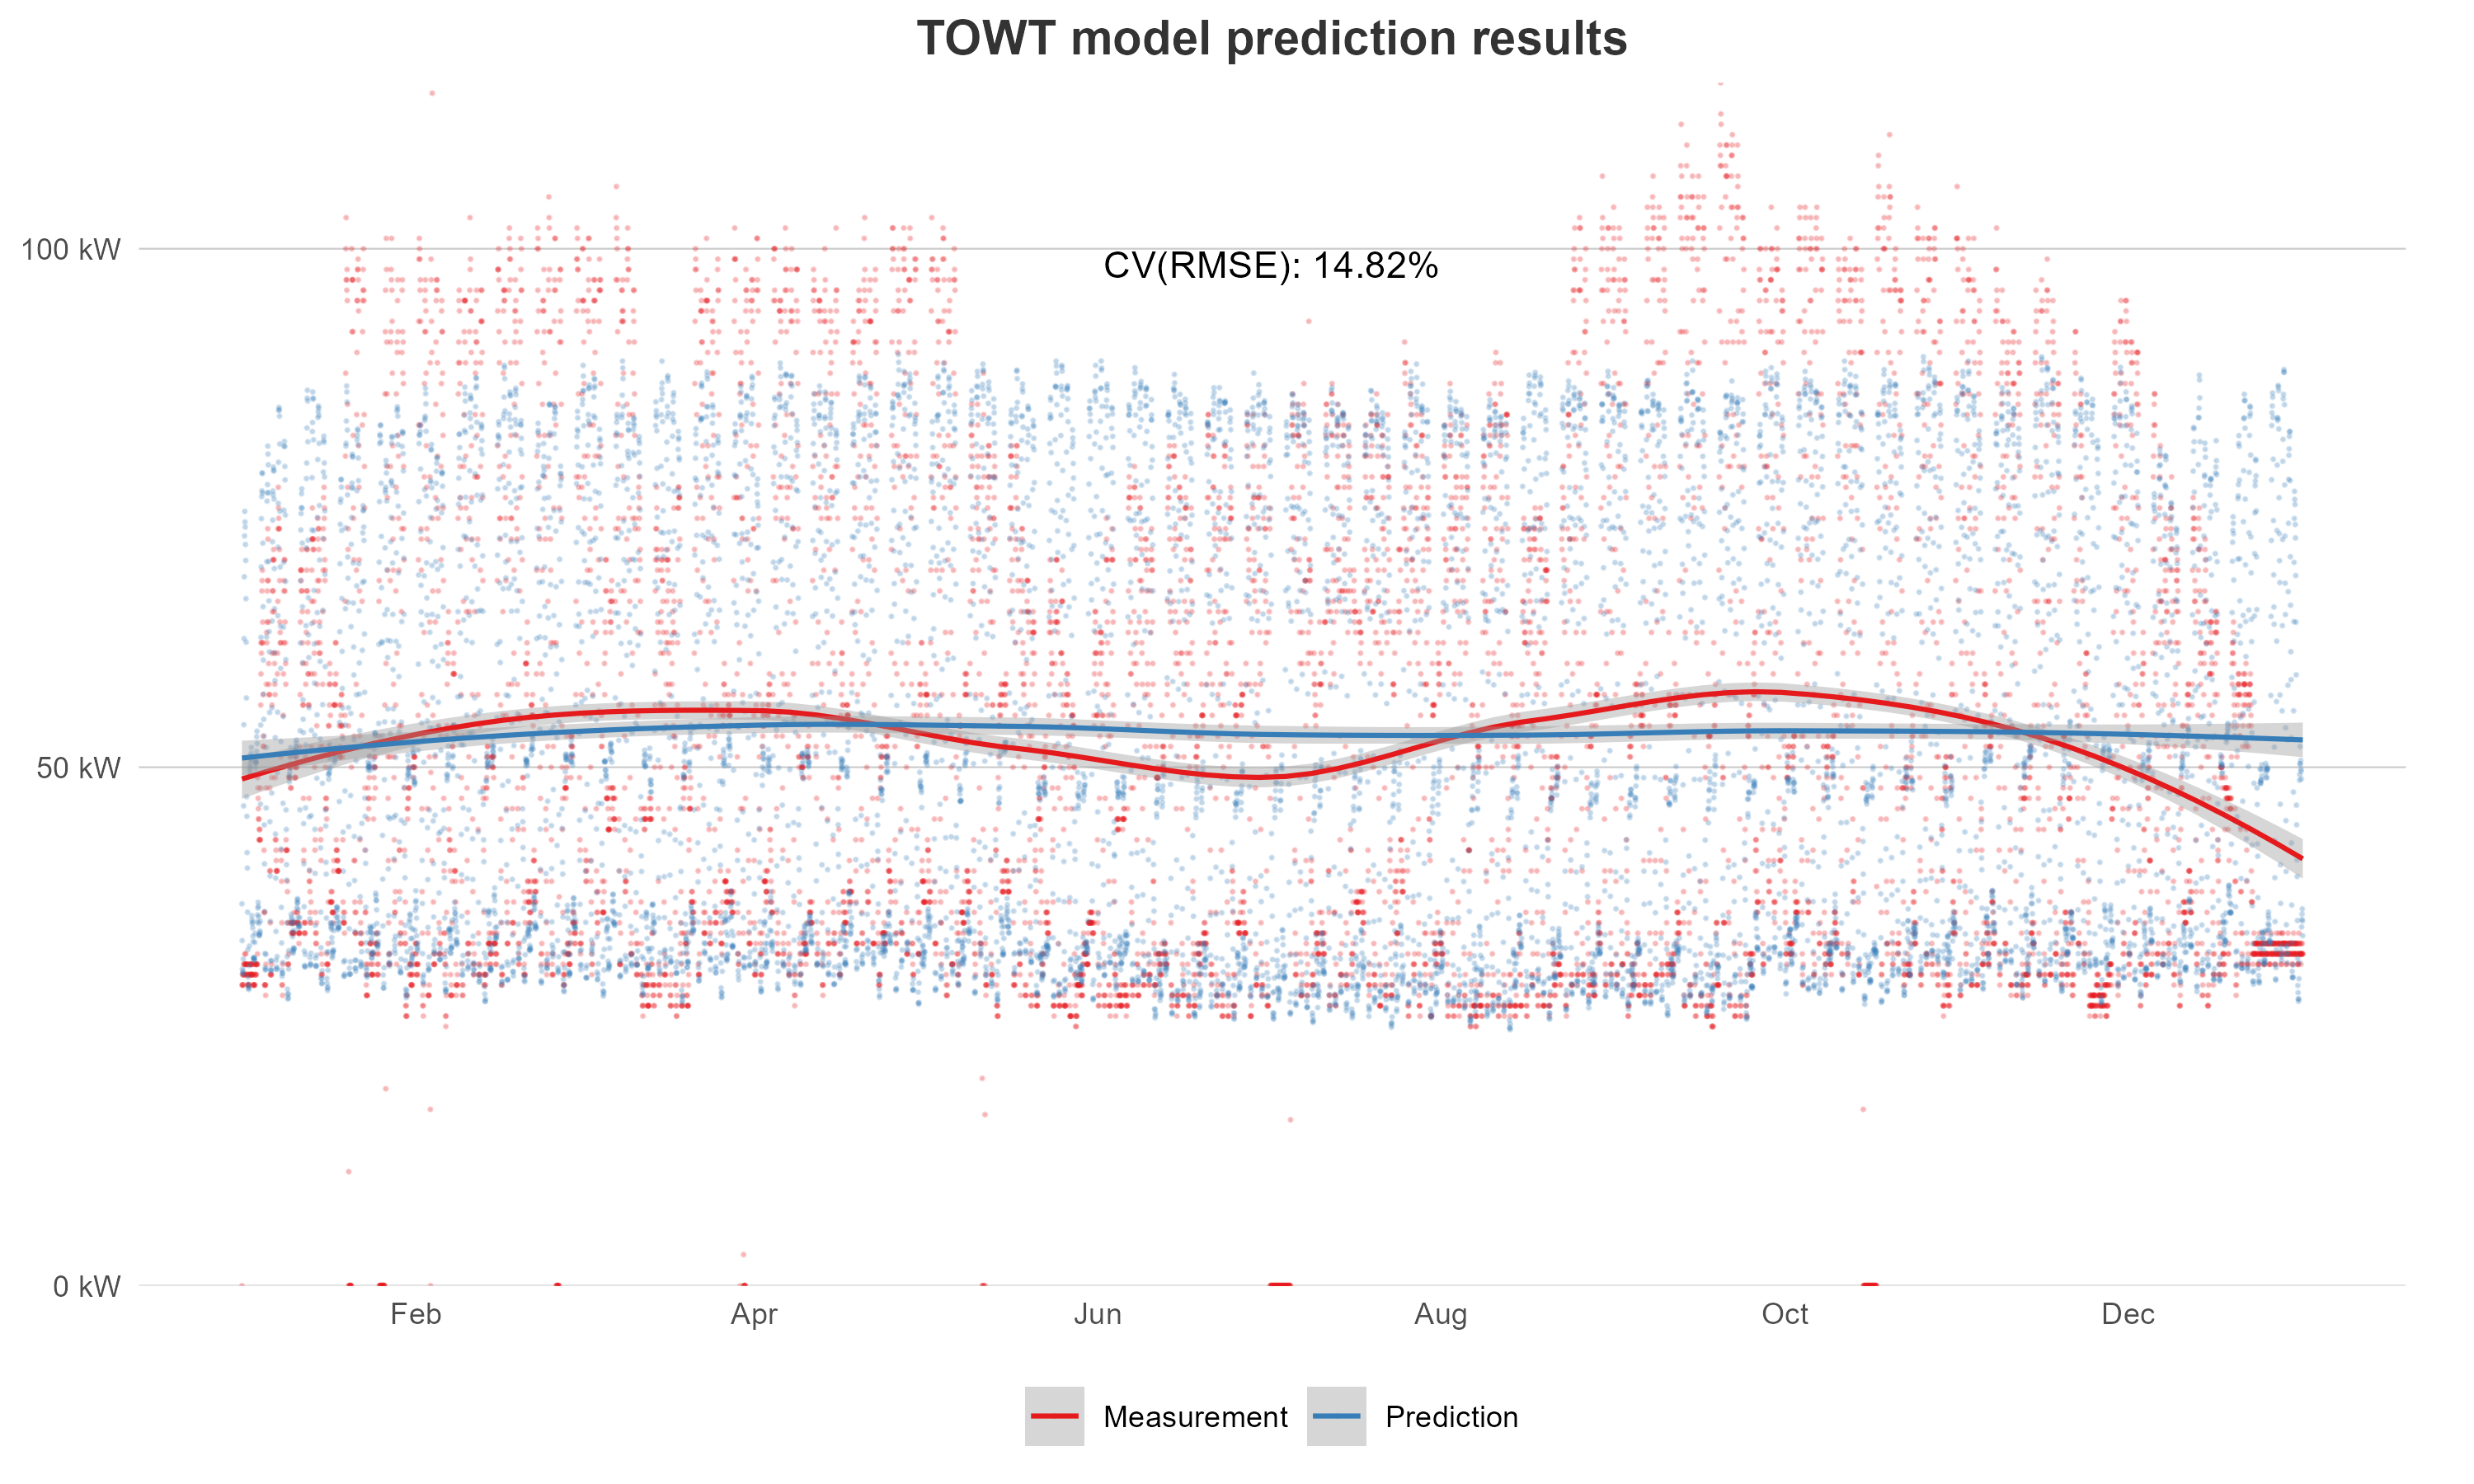 TOWT model prediction results
100 kW
CV(RMSE): 14.82%
50 kW
0 kW
Feb Apr Jun Aug Oct Dec
Measurement Prediction